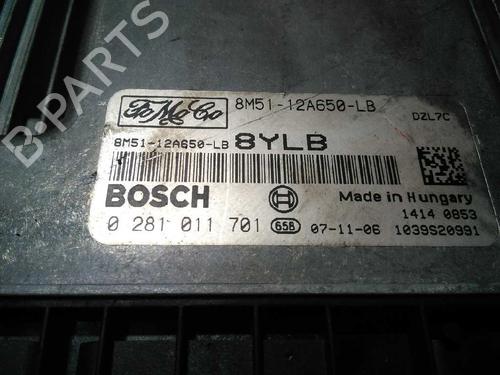 FoMoCo
8M51-12A650-LB
DZL7C
8M51-12A650-LB 8YLB
BOSCH
Made in Hungary
0 281 011 701 65B 07-11-06
1414 0853
1039S20991
B-PARTS